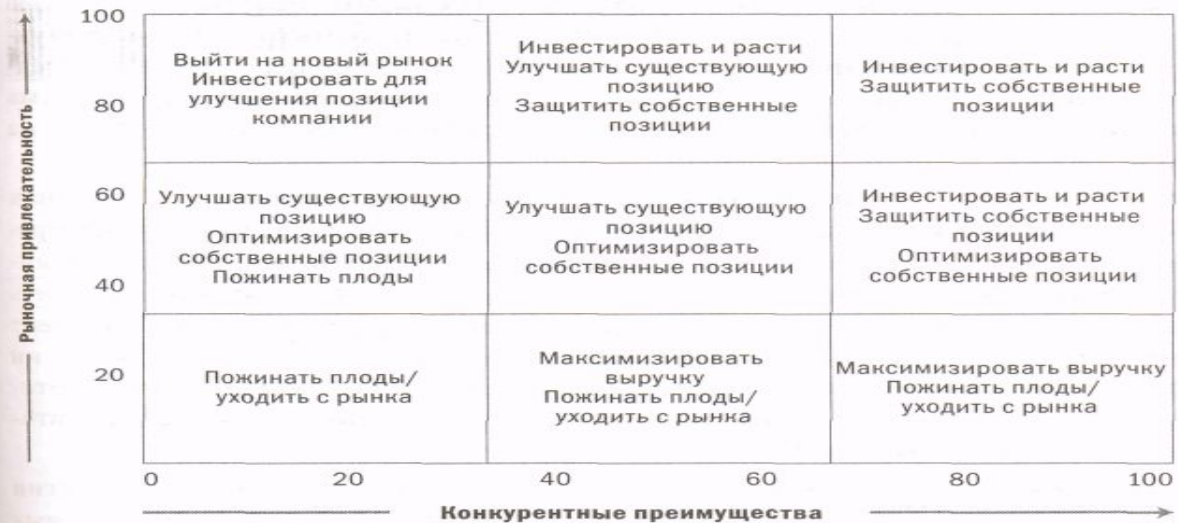 Рыночная привлекательность
100
80
60
40
20
Выйти на новый рынок
Инвестировать для
улучшения позиции
компании
Инвестировать и расти
Улучшать существующую
позицию
Защитить собственные
позиции
Инвестировать и расти
Защитить собственные
позиции
Улучшать существующую
позицию
Оптимизировать
собственные позиции
Пожинать плоды
Улучшать существующую
позицию
Оптимизировать
собственные позиции
Инвестировать и расти
Защитить собственные
позиции
Оптимизировать
собственные позиции
Пожинать плоды/
уходить с рынка
Максимизировать
выручку
Пожинать плоды/
уходить с рынка
Максимизировать выручку
Пожинать плоды/
уходить с рынка
0 20 40 60 80 100
Конкурентные преимущества